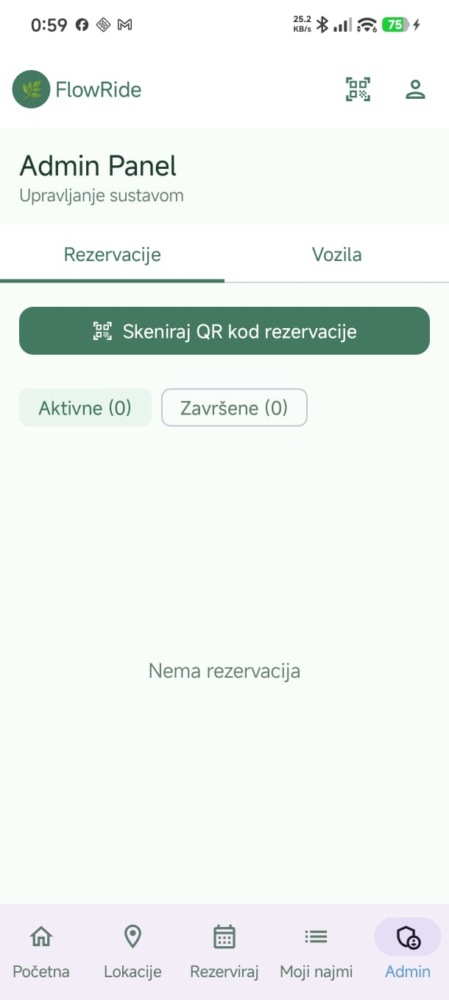 0:59
25.2
KB/s
6
75
FlowRide
Admin Panel
Upravljanje sustavom
Rezervacije
Vozila
Skeniraj QR kod rezervacije
Aktivne (0)
Završene (0)
Nema rezervacija
Početna
Lokacije
Rezerviraj
Moji najmi
Admin